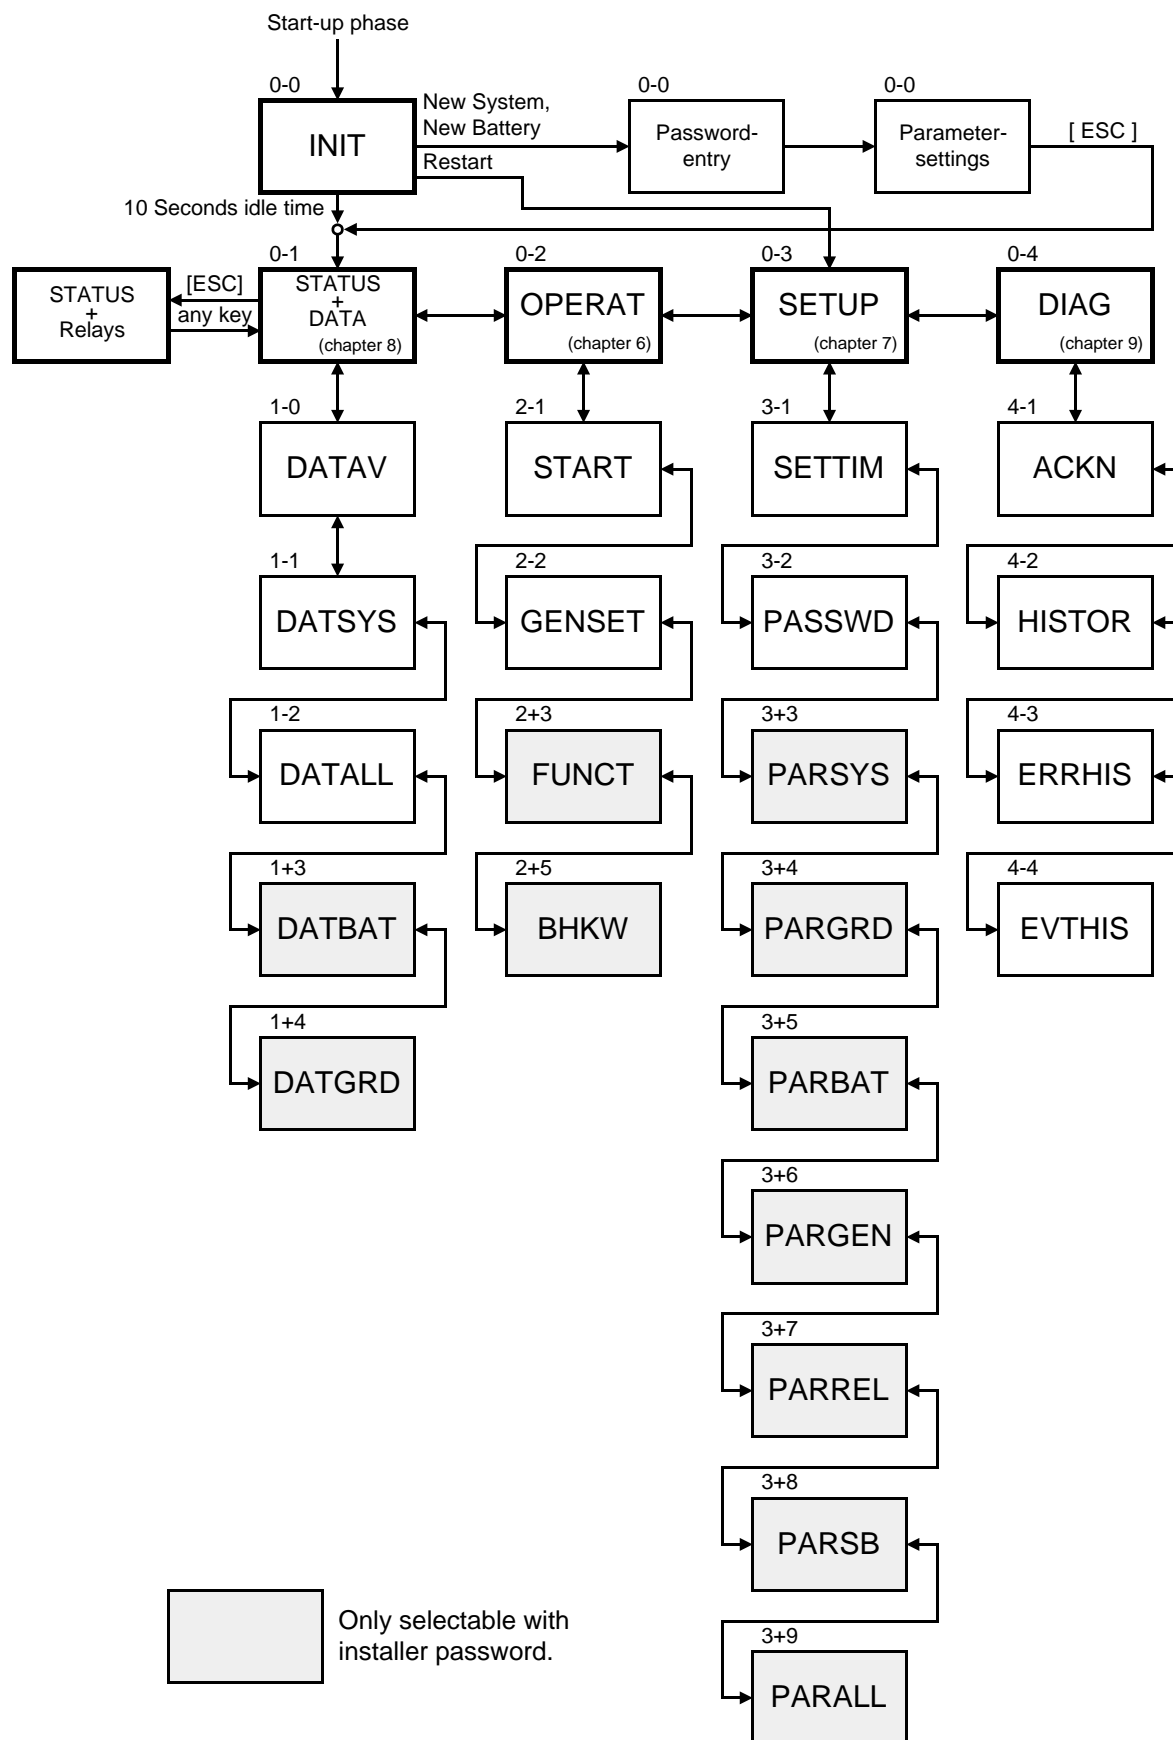 Start-up phase
0-0
0-0
0-0
INIT
New System,
New Battery
Restart
Password-
entry
Parameter-
settings
[ ESC ]
10 Seconds idle time
0-1
0-2
0-3
0-4
STATUS
+
Relays
[ESC]
any key
STATUS
+
DATA
(chapter 8)
OPERAT
(chapter 6)
SETUP
(chapter 7)
DIAG
(chapter 9)
1-0
2-1
3-1
4-1
DATAV
START
SETTIM
ACKN
1-1
2-2
3-2
4-2
DATSYS
GENSET
PASSWD
HISTOR
1-2
2+3
3+3
4-3
DATALL
FUNCT
PARSYS
ERRHIS
1+3
2+5
3+4
4-4
DATBAT
BHKW
PARGRD
EVTHIS
1+4
3+5
DATGRD
PARBAT
3+6
PARGEN
3+7
PARREL
3+8
PARSB
Only selectable with
installer password.
3+9
PARALL